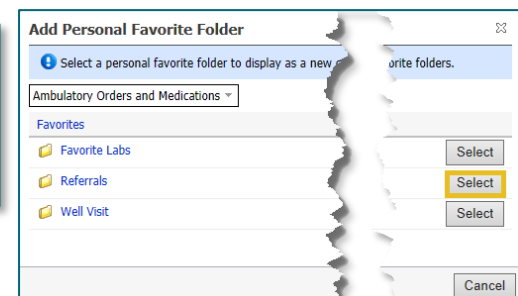 Add Personal Favorite Folder
Select a personal favorite folder to display as a new orite folders.
Ambulatory Orders and Medications
Favorites
Favorite Labs Select
Referrals Select
Well Visit Select
Cancel